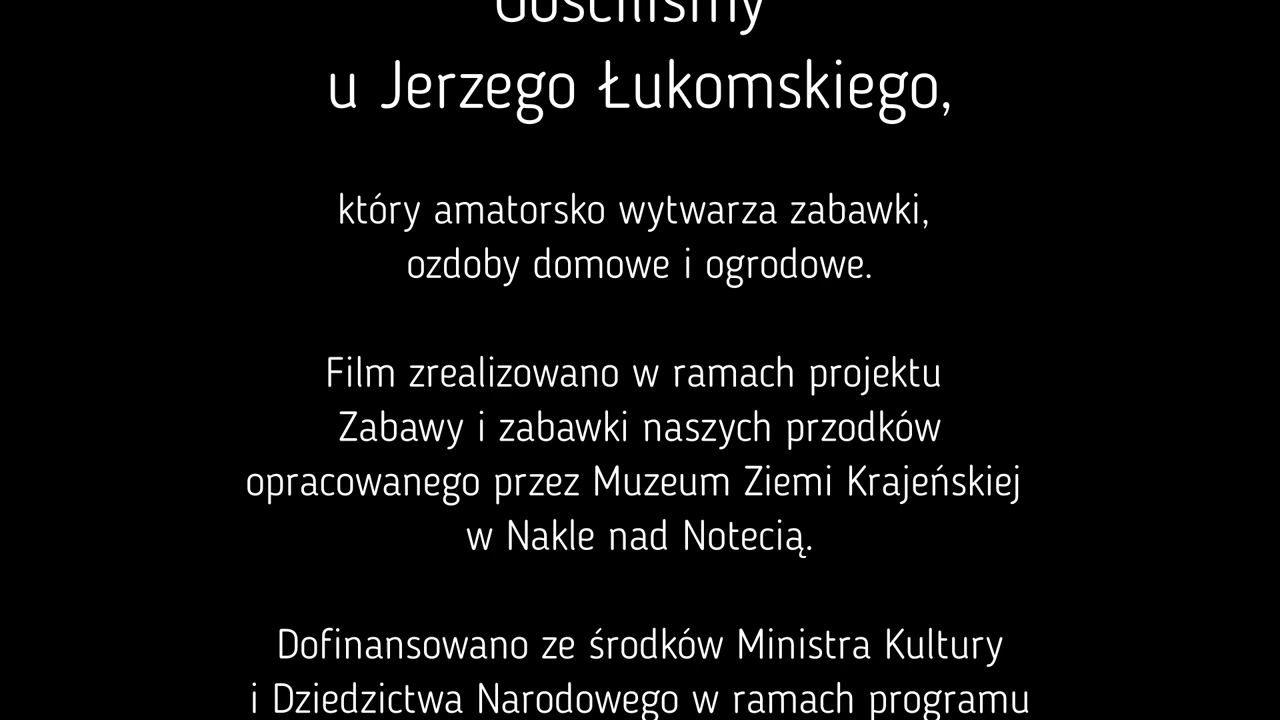 Gościliśmy
u Jerzego Łukomskiego,
który amatorsko wytwarza zabawki,
ozdoby domowe i ogrodowe.
Film zrealizowano w ramach projektu
Zabawy i zabawki naszych przodków
opracowanego przez Muzeum Ziemi Krajeńskiej
w Nakle nad Notecią.
Dofinansowano ze środków Ministra Kultury
i Dziedzictwa Narodowego w ramach programu